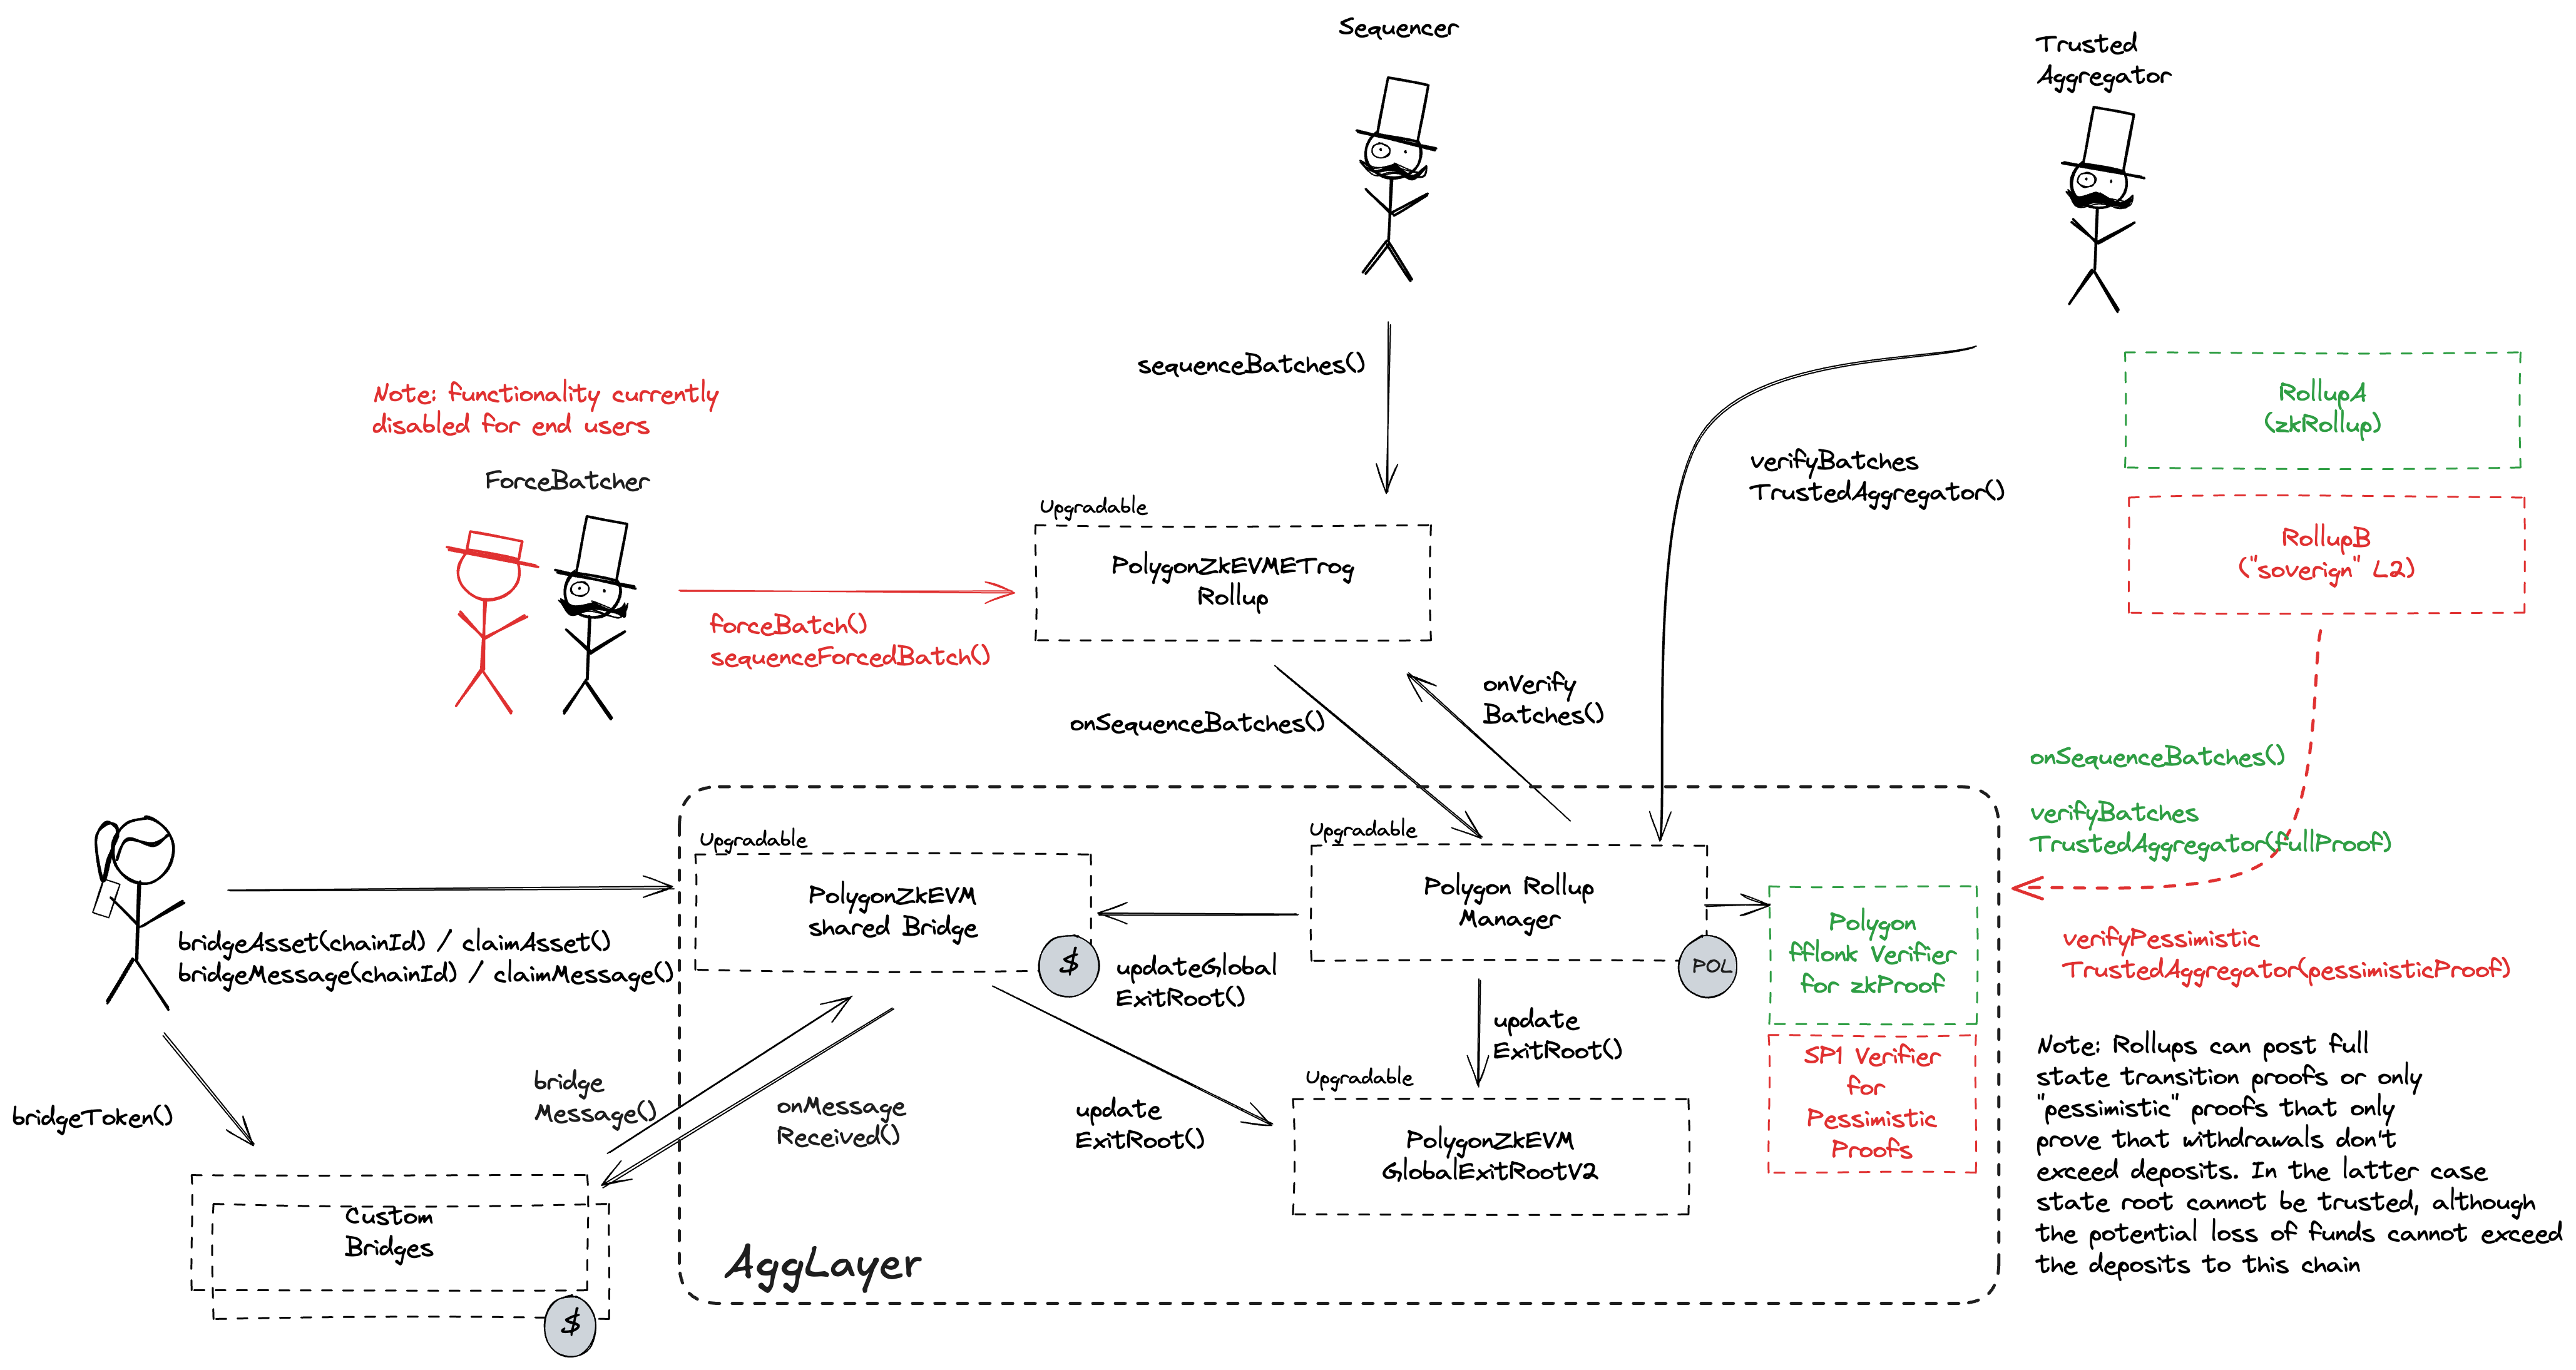 Sequencer
Trusted
Aggregator
sequenceBatches()
Note: functionality currently
disabled for end users
ForceBatcher
forceBatch()
sequenceForcedBatch()
Upgradable
PolygonZkEVMETrog
Rollup
verifyBatches
TrustedAggregator()
RollupA
(zkRollup)
RollupB
("soverign" L2)
onSequenceBatches()
onVerify
Batches()
onSequenceBatches()
verifyBatches
TrustedAggregator(fullProof)
verifyPessimistic
TrustedAggregator(pessimisticProof)
Upgradable
PolygonZkEVM
shared Bridge
$
Upgradable
Polygon Rollup
Manager
POL
Polygon
fflonk Verifier
for zkProof
SP1 Verifier
for
Pessimistic
Proofs
bridgeAsset(chainId) / claimAsset()
bridgeMessage(chainId) / claimMessage()
updateGlobal
ExitRoot()
update
ExitRoot()
bridgeToken()
bridge
Message()
onMessage
Received()
update
ExitRoot()
Upgradable
PolygonZkEVM
GlobalExitRootV2
Custom
Bridges
$
AggLayer
Note: Rollups can post full
state transition proofs or only
"pessimistic" proofs that only
prove that withdrawals don't
exceed deposits. In the latter case
state root cannot be trusted, although
the potential loss of funds cannot exceed
the deposits to this chain